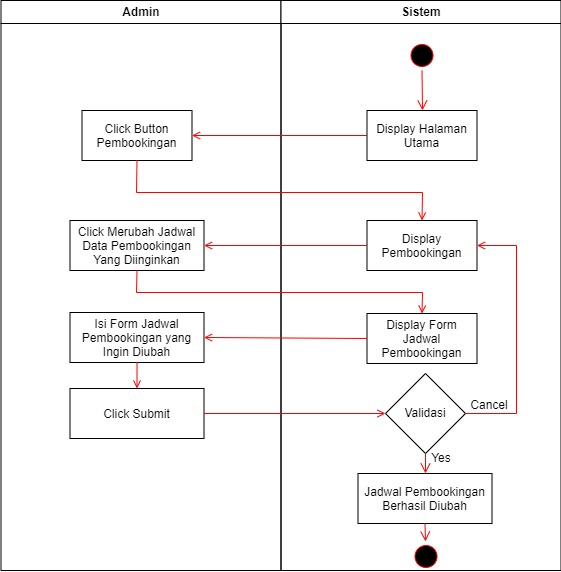 Admin
Sistem
Display Halaman
Utama
Click Button
Pembookingan
Display
Pembookingan
Click Merubah Jadwal
Data Pembookingan
Yang Diinginkan
Display Form
Jadwal
Pembookingan
Isi Form Jadwal
Pembookingan yang
Ingin Diubah
Click Submit
Validasi
Cancel
Yes
Jadwal Pembookingan
Berhasil Diubah